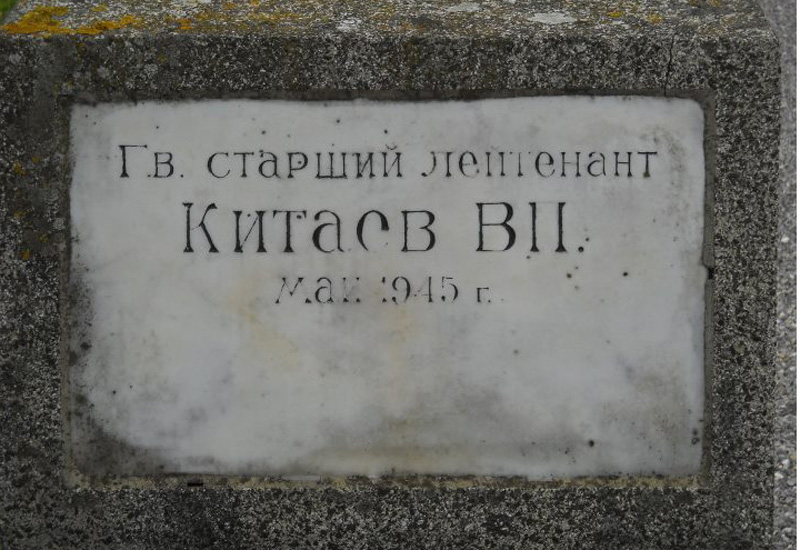 Гв. старший лейтенант
Китаев В.П.
май 1945 г.